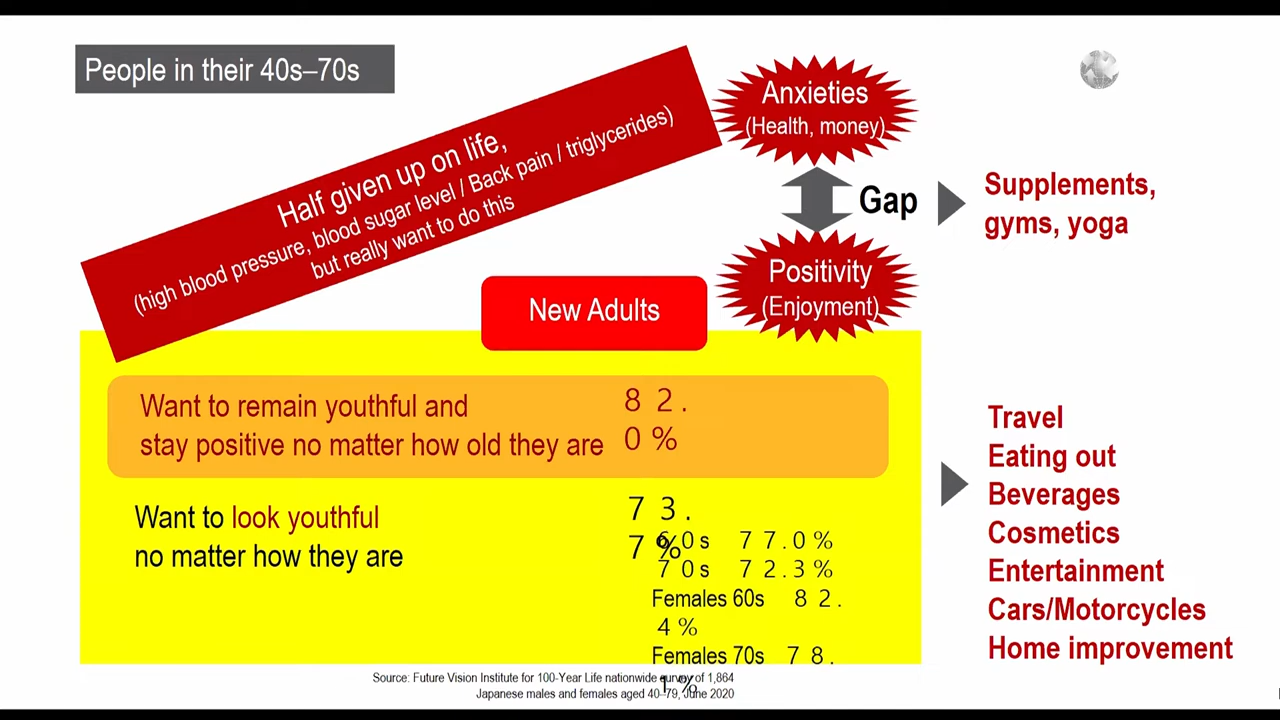 People in their 40s–70s
Half given up on life,
(high blood pressure, blood sugar level / Back pain / triglycerides)
but really want to do this
Anxieties
(Health, money)
Gap
Supplements,
gyms, yoga
Positivity
(Enjoyment)
New Adults
Want to remain youthful and
stay positive no matter how old they are
８２．
０％
Want to look youthful
no matter how they are
７３．
７％
６０s　７７.０％
７０s　７２.３％
Females 60s　８２．
４％
Females 70s　７８．
１％
Travel
Eating out
Beverages
Cosmetics
Entertainment
Cars/Motorcycles
Home improvement
Source: Future Vision Institute for 100-Year Life nationwide survey of 1,864
Japanese males and females aged 40–79, June 2020